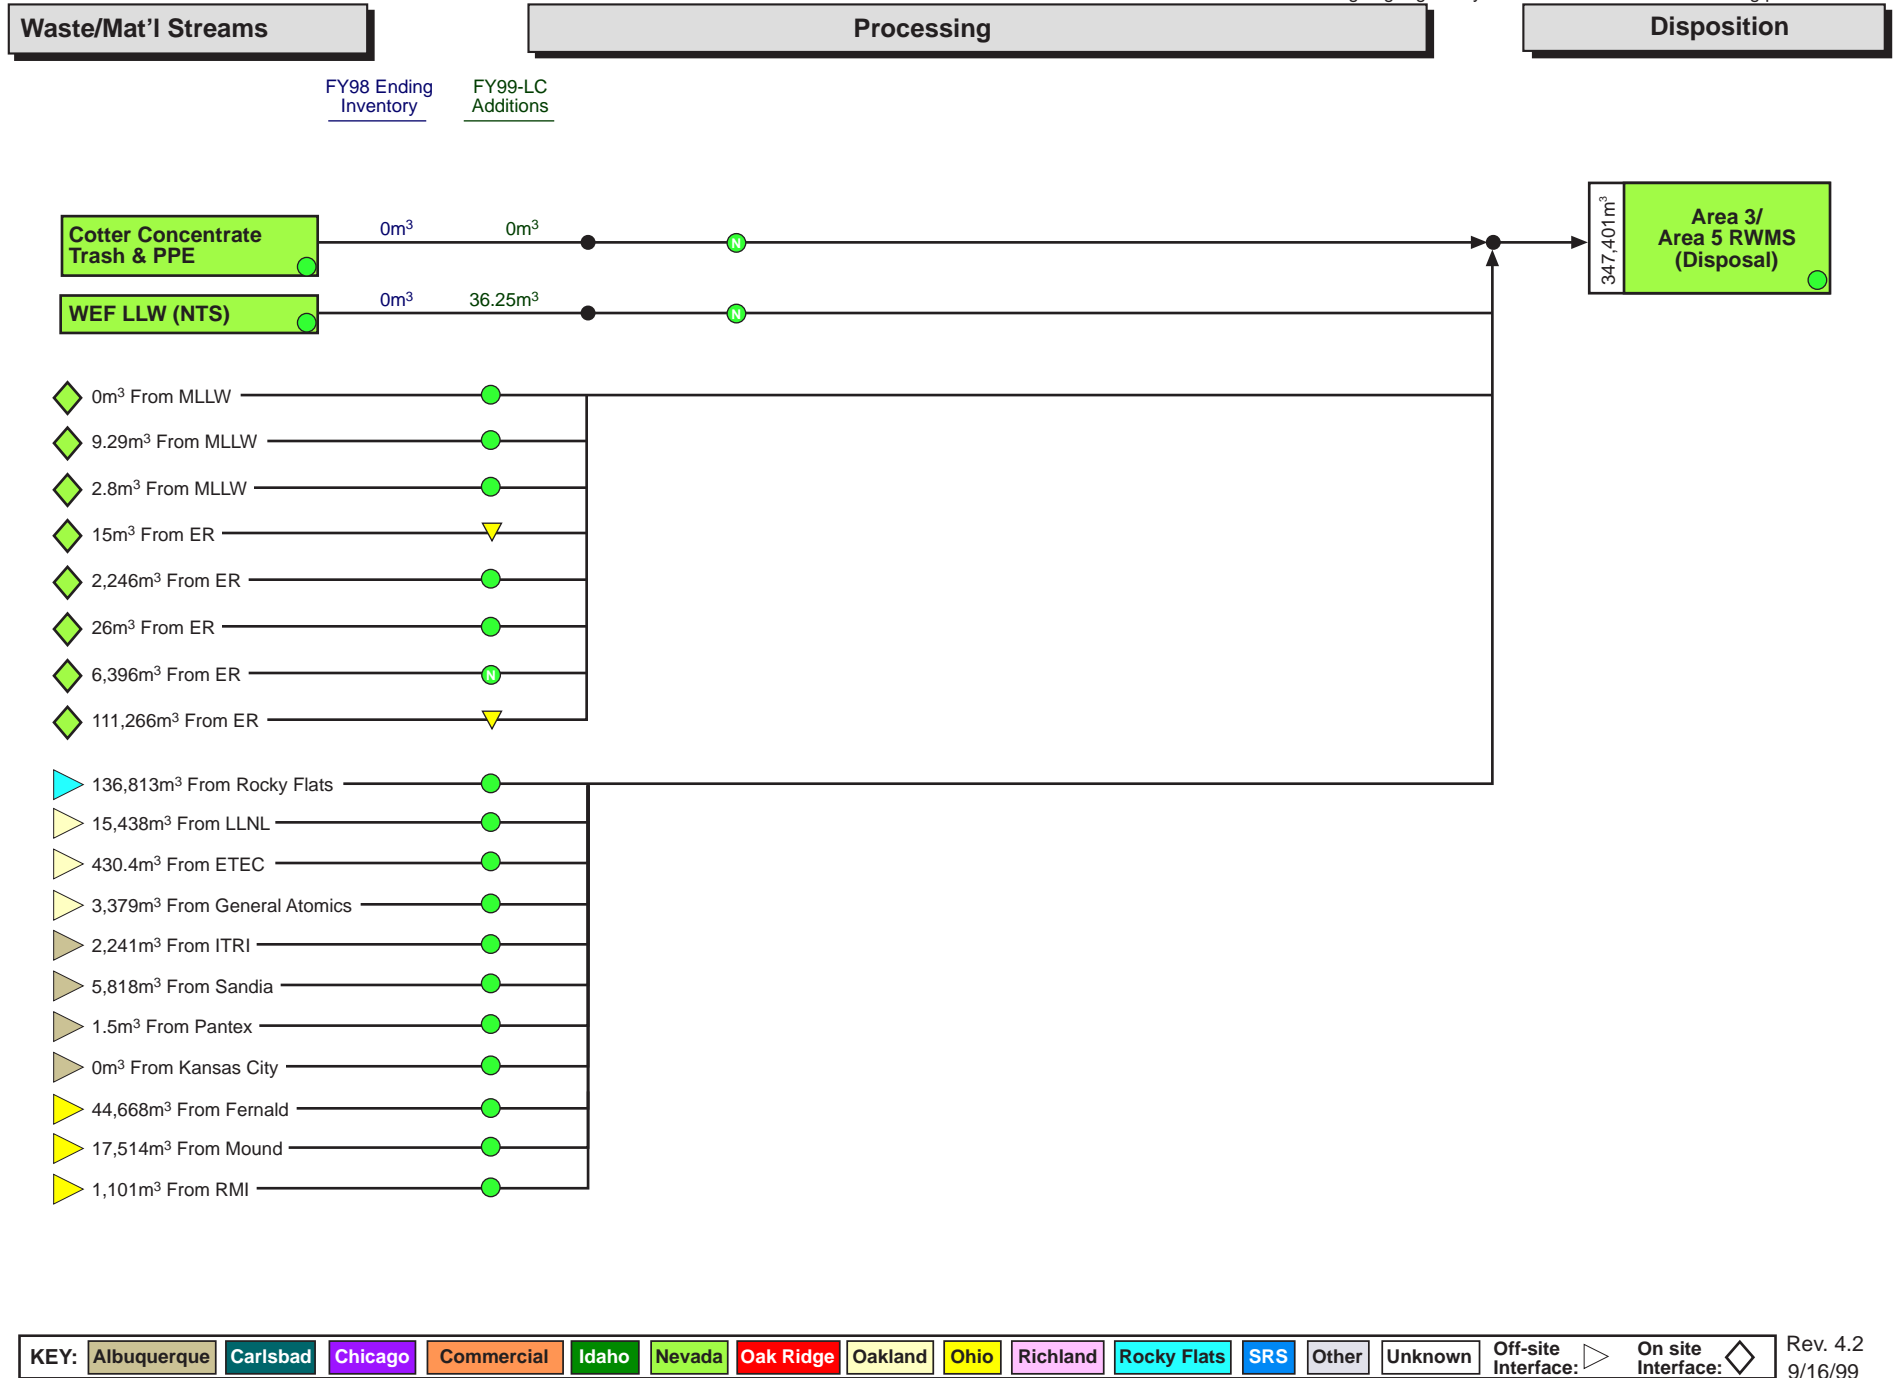 Waste/Mat'l Streams
Processing
Disposition
FY98 Ending
Inventory
FY99-LC
Additions
Cotter Concentrate
Trash & PPE
0m³
0m³
N
347,401m³
Area 3/
Area 5 RWMS
(Disposal)
WEF LLW (NTS)
0m³
36.25m³
N
0m³ From MLLW
9.29m³ From MLLW
2.8m³ From MLLW
15m³ From ER
2,246m³ From ER
26m³ From ER
6,396m³ From ER
N
111,266m³ From ER
136,813m³ From Rocky Flats
15,438m³ From LLNL
430.4m³ From ETEC
3,379m³ From General Atomics
2,241m³ From ITRI
5,818m³ From Sandia
1.5m³ From Pantex
0m³ From Kansas City
44,668m³ From Fernald
17,514m³ From Mound
1,101m³ From RMI
KEY: Albuquerque Carlsbad Chicago Commercial Idaho Nevada Oak Ridge Oakland Ohio Richland Rocky Flats SRS Other Unknown
Off-site
Interface:
On site
Interface:
Rev. 4.2
9/16/99